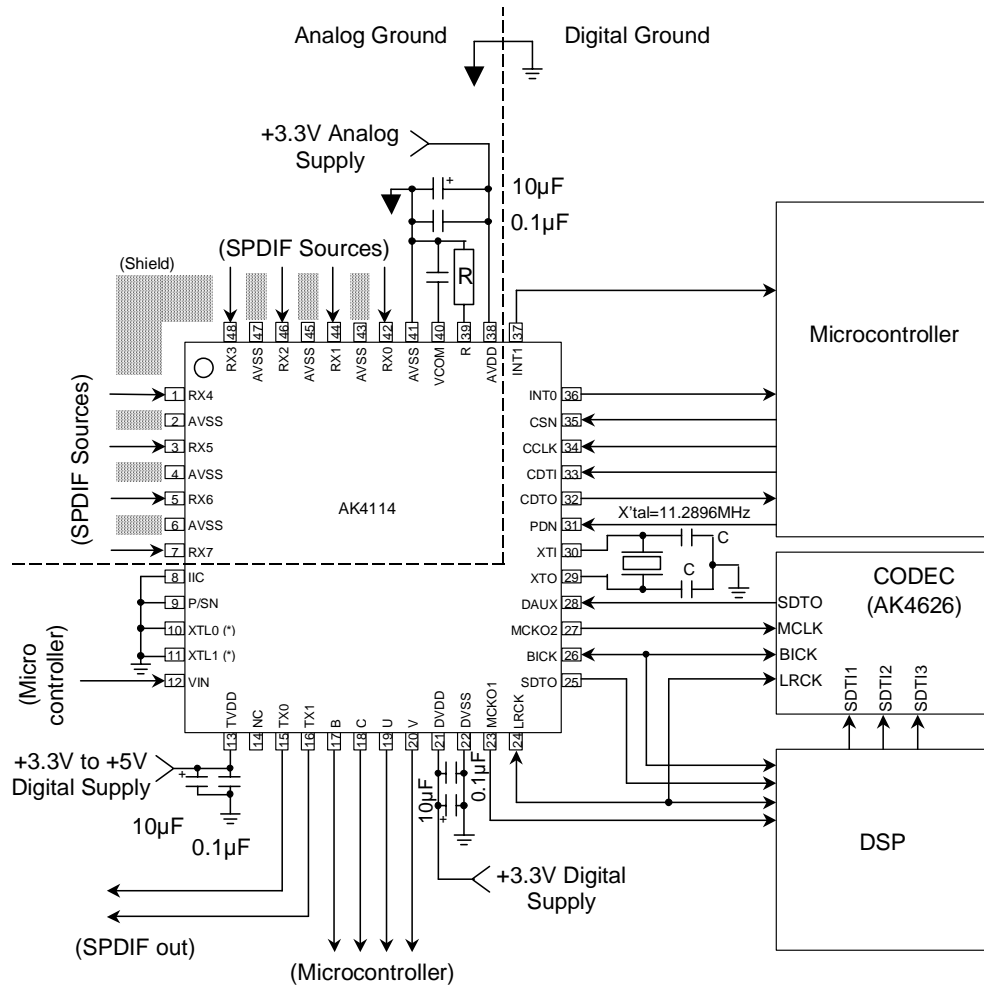 Analog Ground
Digital Ground
+3.3V Analog
Supply
10µF
0.1µF
(SPDIF Sources)
(Shield)
R
+
48
47
46
45
44
43
42
41
40
39
38
37
RX3
AVSS
RX2
AVSS
RX1
AVSS
RX0
AVSS
VCOM
R
AVDD
INT1
Microcontroller
(SPDIF Sources)
1 RX4
2 AVSS
3 RX5
4 AVSS
5 RX6
6 AVSS
7 RX7
8 IIC
9 P/SN
10 XTL0 (*)
11 XTL1 (*)
12 VIN
AK4114
INT0 36
CSN 35
CCLK 34
CDTI 33
CDTO 32
PDN 31
XTI 30
XTO 29
DAUX 28
MCKO2 27
BICK 26
SDTO 25
X'tal=11.2896MHz
C
C
CODEC
(AK4626)
SDTO
MCLK
BICK
LRCK
SDTI1
SDTI2
SDTI3
(Micro
controller)
TVDD
NC
TX0
TX1
B
C
U
V
DVDD
DVSS
MCKO1
LRCK
13
14
15
16
17
18
19
20
21
22
23
24
+3.3V to +5V
Digital Supply
+
10µF
0.1µF
10µF
+
0.1µF
+3.3V Digital
Supply
DSP
(SPDIF out)
(Microcontroller)